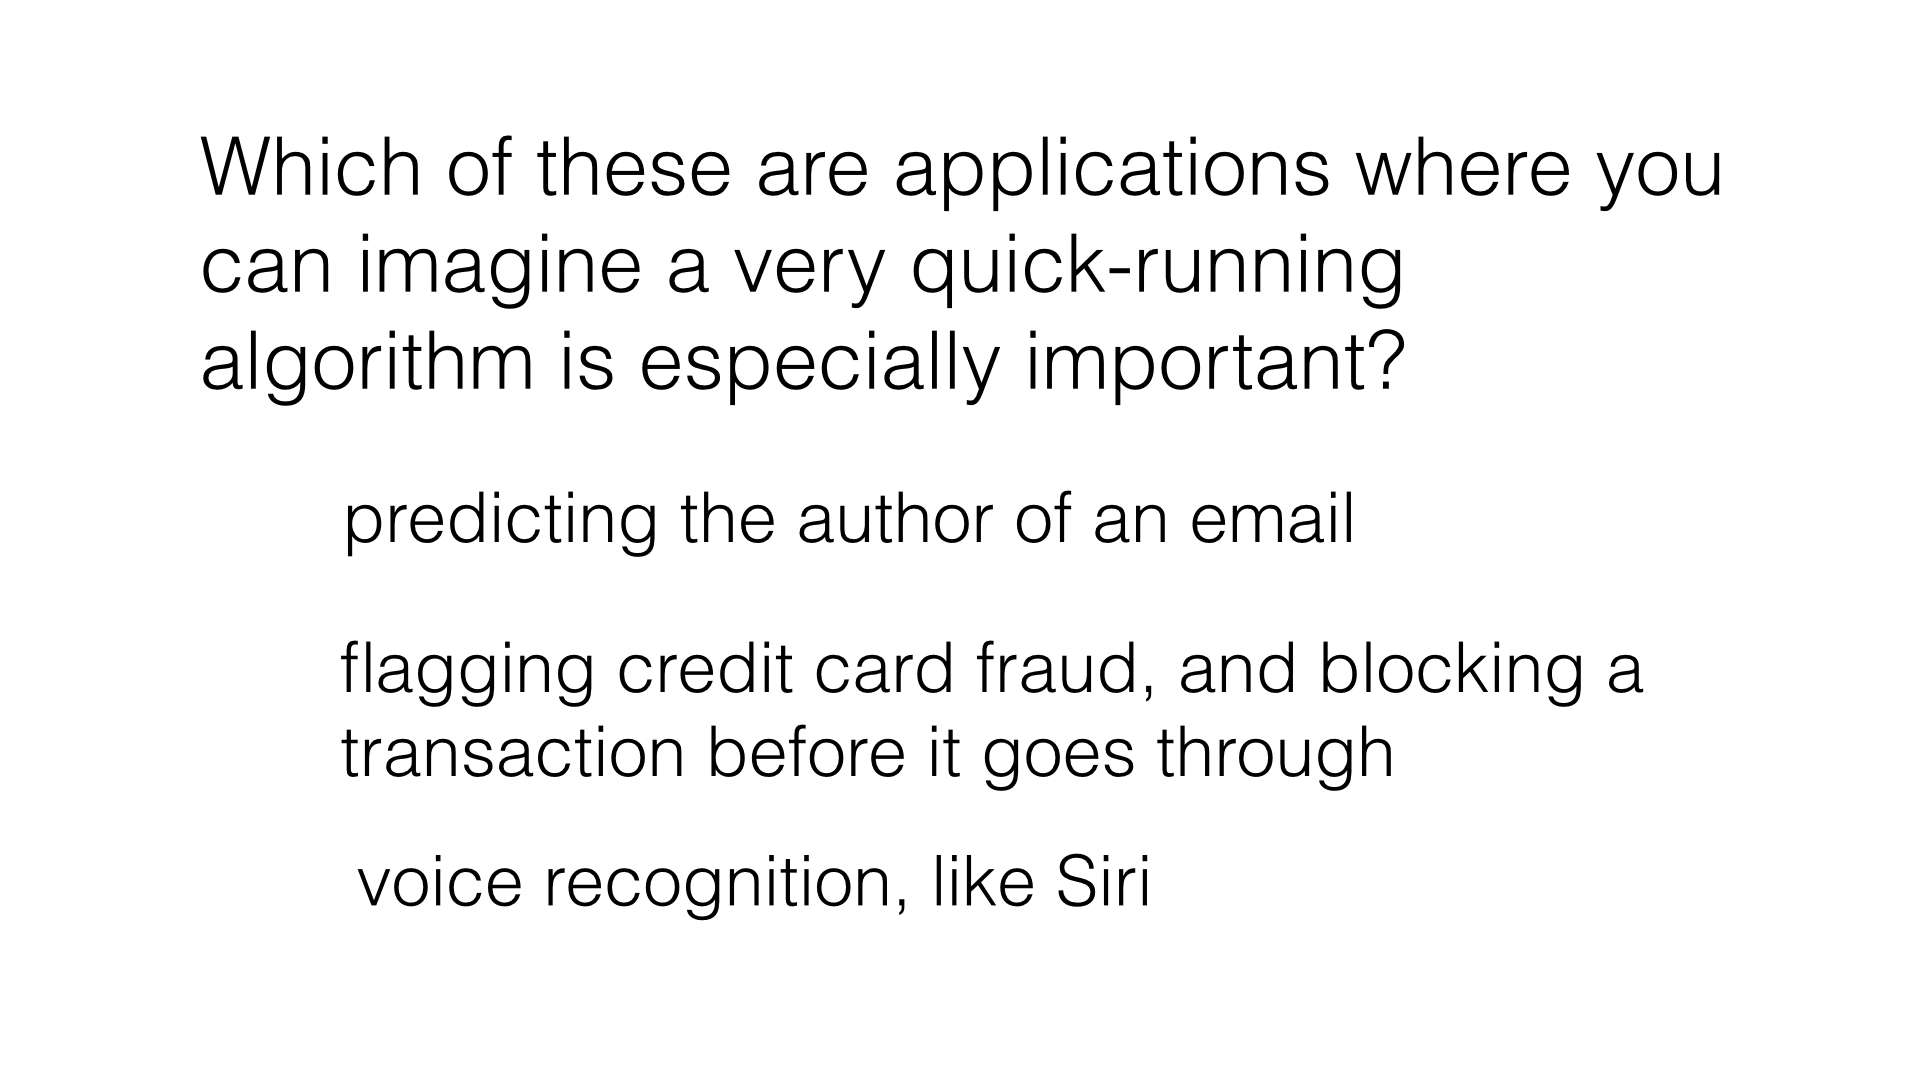 Which of these are applications where you
can imagine a very quick-running
algorithm is especially important?
predicting the author of an email
flagging credit card fraud, and blocking a
transaction before it goes through
voice recognition, like Siri